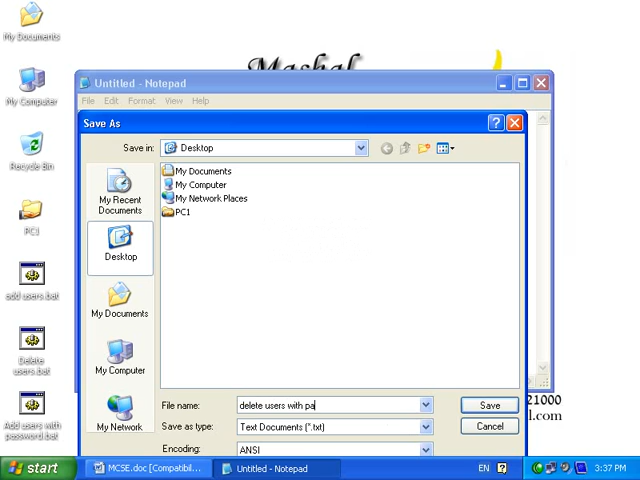 My Documents
My Computer
Recycle Bin
PC1
add users.bat
Delete
users.bat
Add users with
password.bat
Mashal
Untitled - Notepad
File Edit Format View Help
Save As
Save in: Desktop
My Recent
Documents
Desktop
My Documents
My Computer
My Network
My Documents
My Computer
My Network Places
PC1
File name: delete users with pa
Save
Save as type: Text Documents (*.txt)
Cancel
Encoding: ANSI
21000
l.com
start
MCSE.doc [Compatibil...
Untitled - Notepad
EN
3:37 PM